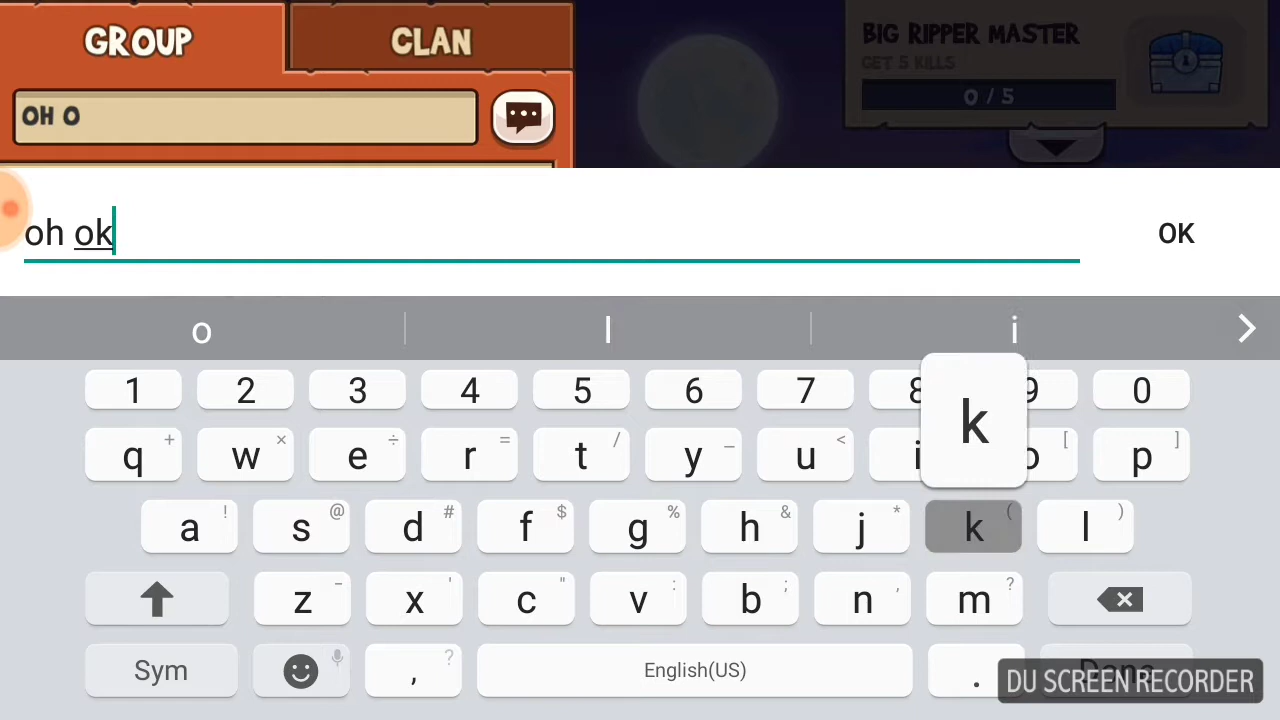 GROUP CLAN
BIG RIPPER MASTER
GET 5 KILLS
0 / 5
OH O
oh ok
OK
o l i
1 2 3 4 5 6 7 8 9 0
q + w × e ÷ r = t / y _ u < i k o [ p ]
a ! s @ d # f $ g % h & j * k ( l )
z - x ' c " v : b ; n , m ?
Sym , ? English(US) . Done
DU SCREEN RECORDER